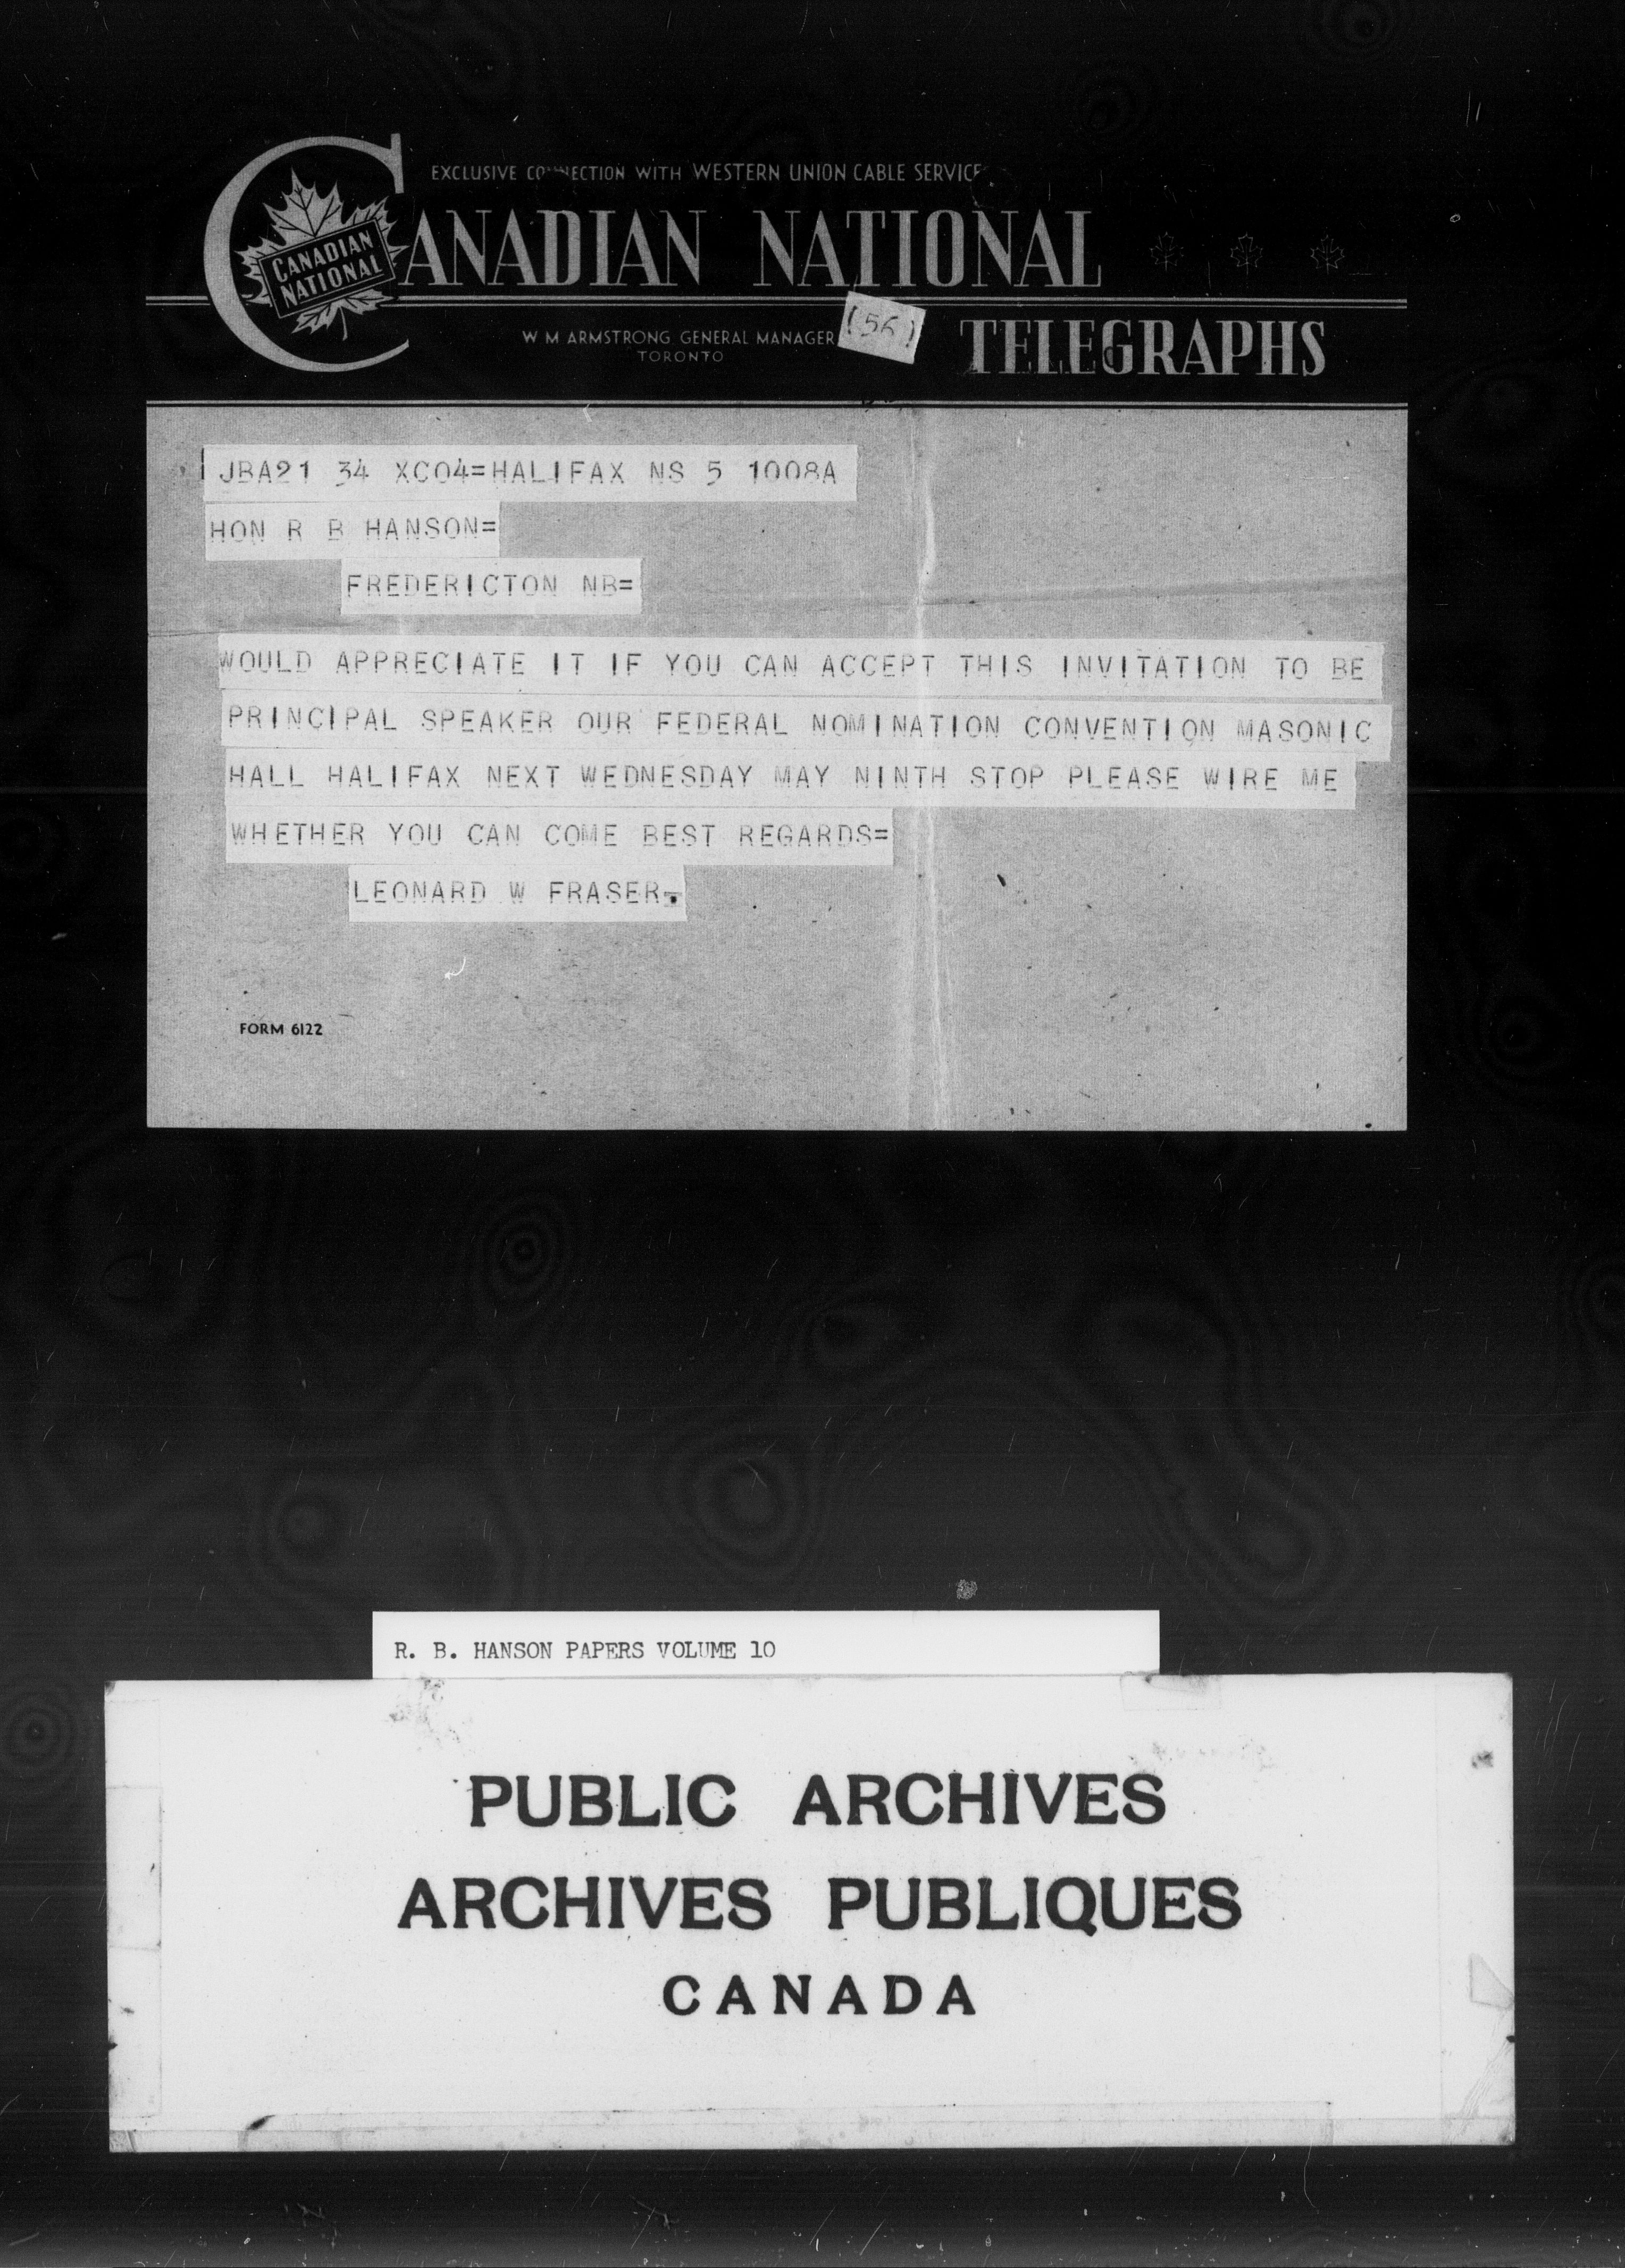 EXCLUSIVE CONNECTION WITH WESTERN UNION CABLE SERVICE
CANADIAN NATIONAL
CANADIAN
NATIONAL
W M ARMSTRONG GENERAL MANAGER
TORONTO
(56)
TELEGRAPHS
JBA21 34 XC04=HALIFAX NS 5 1008A
HON R B HANSON=
FREDERICTON NB=
WOULD APPRECIATE IT IF YOU CAN ACCEPT THIS INVITATION TO BE
PRINCIPAL SPEAKER OUR FEDERAL NOMINATION CONVENTION MASONIC
HALL HALIFAX NEXT WEDNESDAY MAY NINTH STOP PLEASE WIRE ME
WHETHER YOU CAN COME BEST REGARDS=
LEONARD W FRASER.
FORM 6122
R. B. HANSON PAPERS VOLUME 10
PUBLIC ARCHIVES
ARCHIVES PUBLIQUES
CANADA